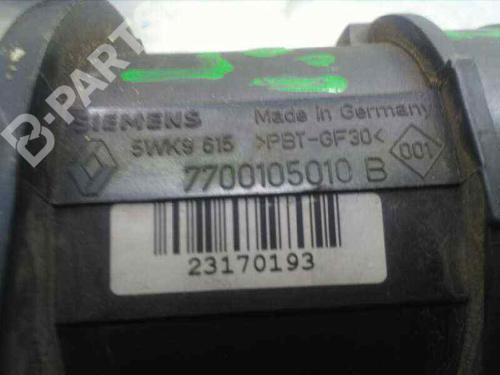 B-PARTS
SIEMENS Made in Germany
5WK9 615 >PBT-GF30< 001
7700105010 B
23170193